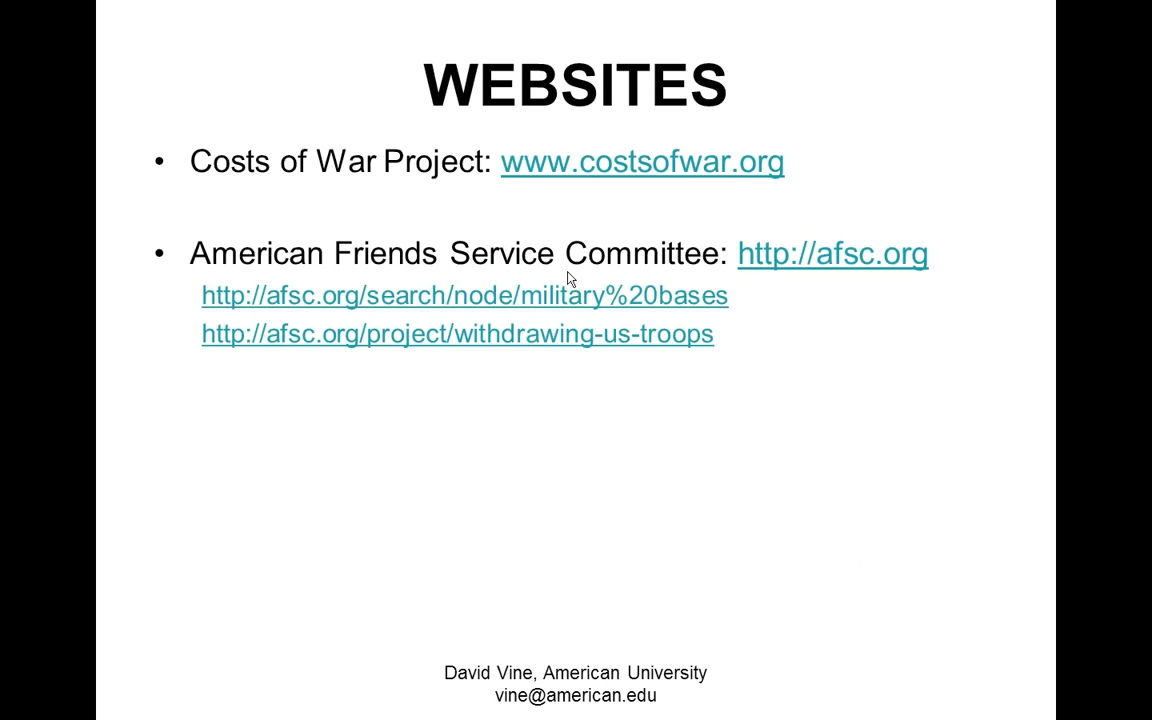 WEBSITES
• Costs of War Project: www.costsofwar.org
• American Friends Service Committee: http://afsc.org
http://afsc.org/search/node/military%20bases
http://afsc.org/project/withdrawing-us-troops
David Vine, American University
vine@american.edu